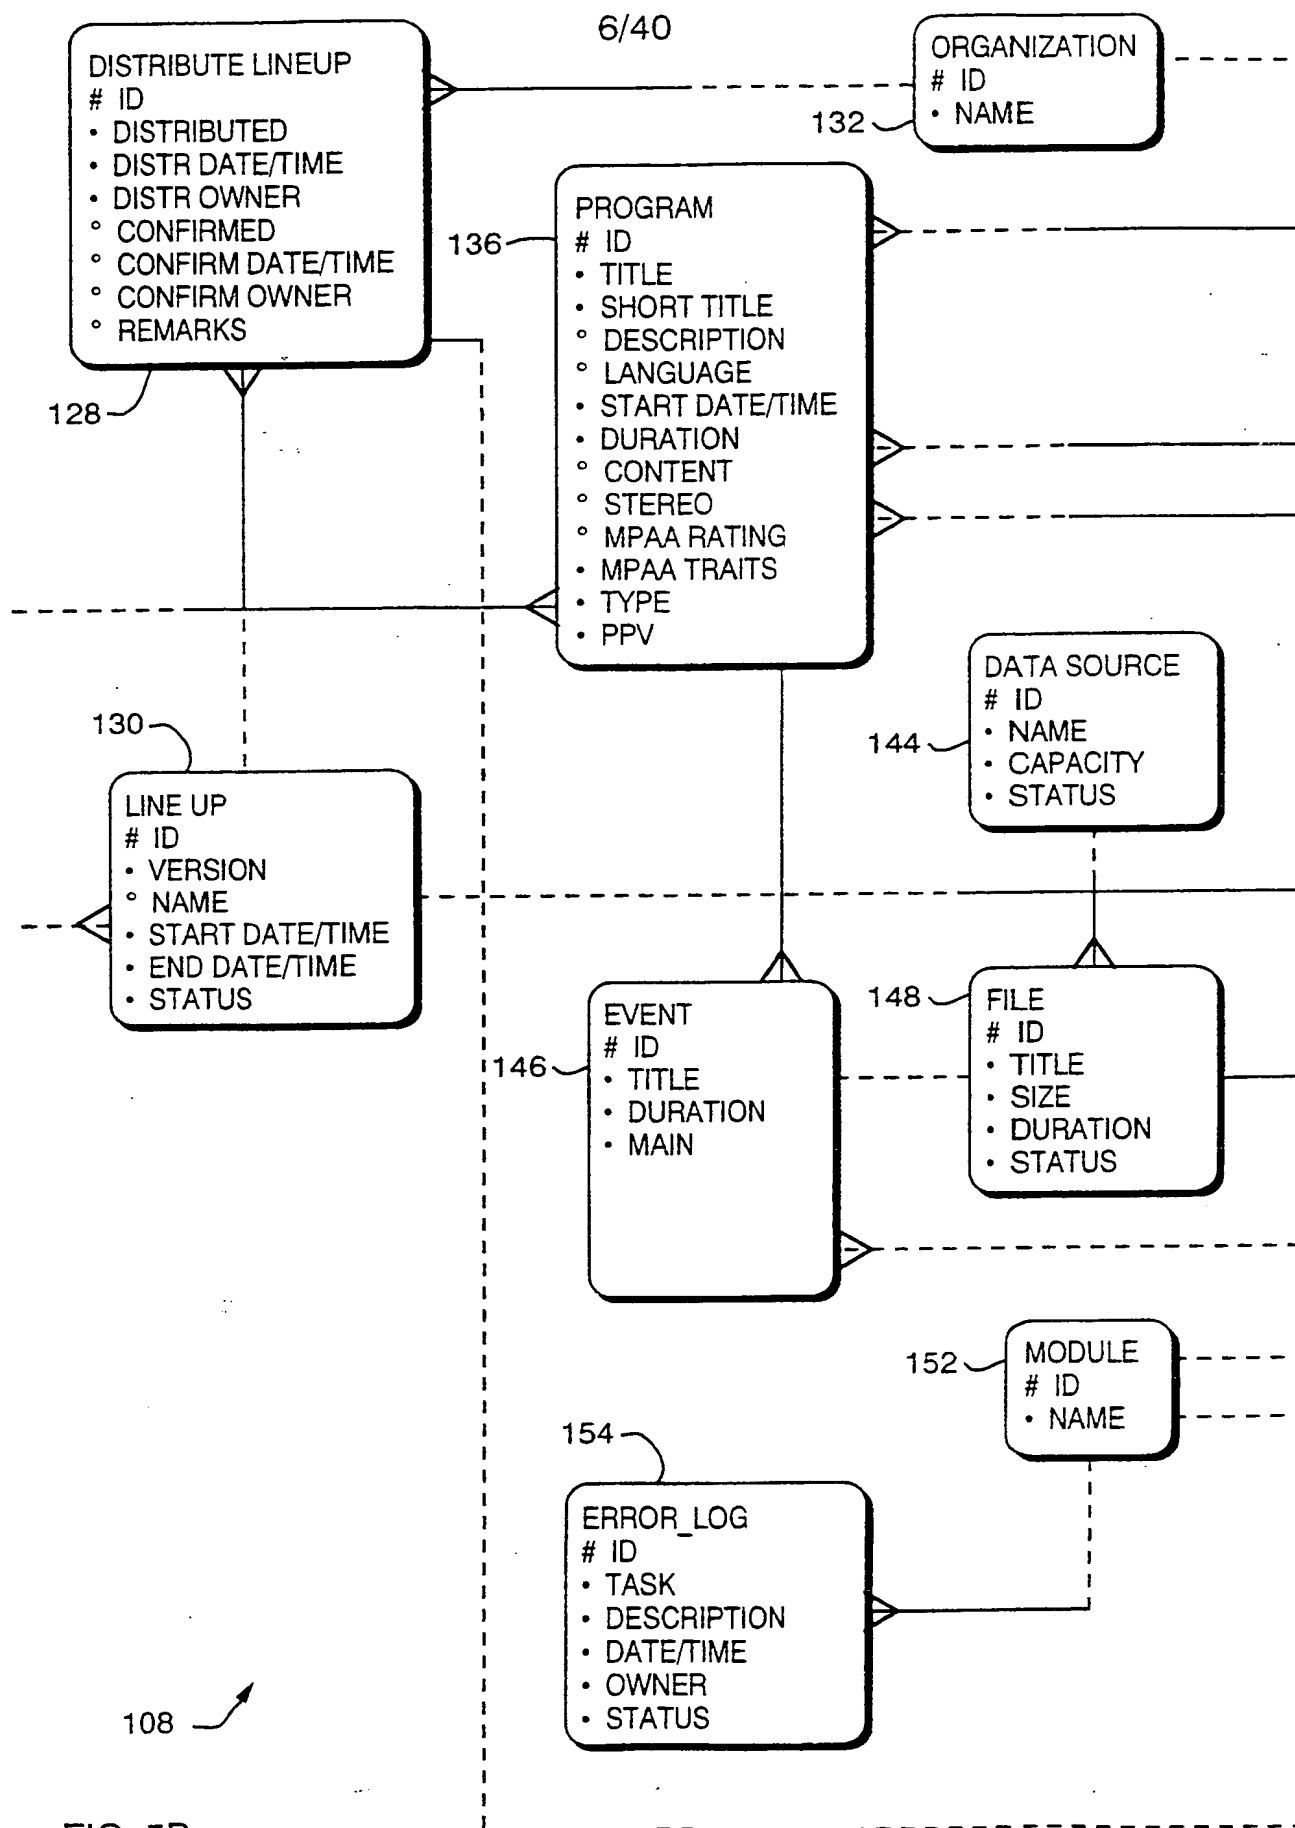 6/40
DISTRIBUTE LINEUP
# ID
• DISTRIBUTED
• DISTR DATE/TIME
• DISTR OWNER
° CONFIRMED
° CONFIRM DATE/TIME
° CONFIRM OWNER
° REMARKS
128
ORGANIZATION
# ID
• NAME
132
PROGRAM
# ID
• TITLE
• SHORT TITLE
° DESCRIPTION
° LANGUAGE
• START DATE/TIME
• DURATION
° CONTENT
° STEREO
° MPAA RATING
• MPAA TRAITS
• TYPE
• PPV
136
DATA SOURCE
# ID
• NAME
• CAPACITY
• STATUS
144
130
LINE UP
# ID
• VERSION
° NAME
• START DATE/TIME
• END DATE/TIME
• STATUS
EVENT
# ID
• TITLE
• DURATION
• MAIN
146
148
FILE
# ID
• TITLE
• SIZE
• DURATION
• STATUS
152
MODULE
# ID
• NAME
154
ERROR_LOG
# ID
• TASK
• DESCRIPTION
• DATE/TIME
• OWNER
• STATUS
108